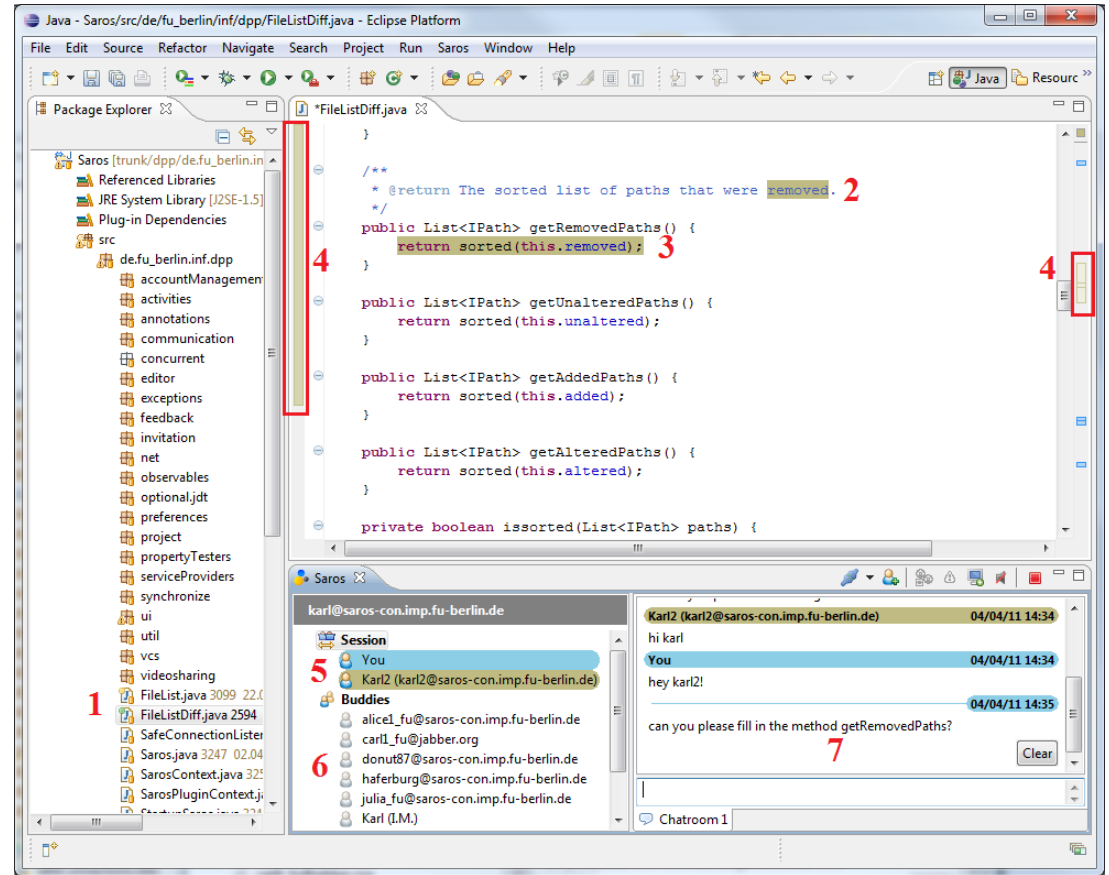 Java - Saros/src/de/fu_berlin/inf/dpp/FileListDiff.java - Eclipse Platform
File Edit Source Refactor Navigate Search Project Run Saros Window Help
Java Resourc
Package Explorer
Saros [trunk/dpp/de.fu_berlin.in
Referenced Libraries
JRE System Library [J2SE-1.5]
Plug-in Dependencies
src
de.fu_berlin.inf.dpp
accountManagemen
activities
annotations
communication
concurrent
editor
exceptions
feedback
invitation
net
observables
optional.jdt
preferences
project
propertyTesters
serviceProviders
synchronize
ui
util
vcs
videosharing
FileList.java 3099 22.0
1
FileListDiff.java 2594
SafeConnectionListe
Saros.java 3247 02.04
SarosContext.java 325
SarosPluginContext.j
*FileListDiff.java
}
/**
* @return The sorted list of paths that were removed. 2
*/
public List<IPath> getRemovedPaths() {
return sorted(this.removed); 3
}
4
4
public List<IPath> getUnalteredPaths() {
return sorted(this.unaltered);
}
public List<IPath> getAddedPaths() {
return sorted(this.added);
}
public List<IPath> getAlteredPaths() {
return sorted(this.altered);
}
private boolean issorted(List<IPath> paths) {
Saros
karl@saros-con.imp.fu-berlin.de
Session
You
5
Karl2 (karl2@saros-con.imp.fu-berlin.de)
Buddies
alice1_fu@saros-con.imp.fu-berlin.de
carl1_fu@jabber.org
6
donut87@saros-con.imp.fu-berlin.de
haferburg@saros-con.imp.fu-berlin.de
julia_fu@saros-con.imp.fu-berlin.de
Karl (I.M.)
Karl2 (karl2@saros-con.imp.fu-berlin.de) 04/04/11 14:34
hi karl
You 04/04/11 14:34
hey karl2!
04/04/11 14:35
can you please fill in the method getRemovedPaths?
7
Clear
Chatroom 1